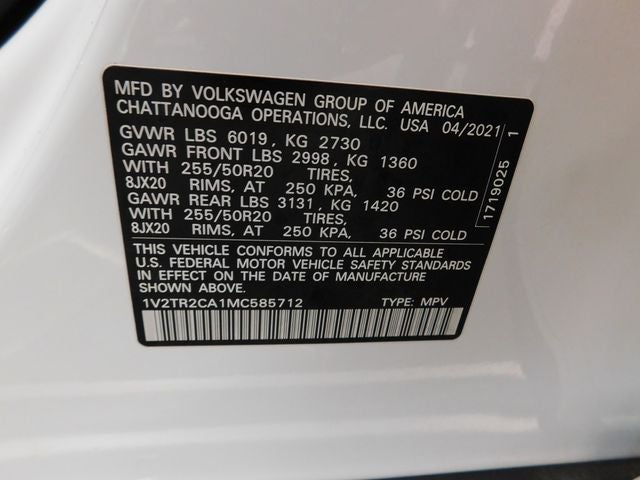 MFD BY VOLKSWAGEN GROUP OF AMERICA
CHATTANOOGA OPERATIONS, LLC. USA 04/2021
GVWR LBS 6019, KG 2730
GAWR FRONT LBS 2998, KG 1360
WITH 255/50R20 TIRES,
8JX20 RIMS, AT 250 KPA, 36 PSI COLD
GAWR REAR LBS 3131, KG 1420
WITH 255/50R20 TIRES,
8JX20 RIMS, AT 250 KPA, 36 PSI COLD
THIS VEHICLE CONFORMS TO ALL APPLICABLE
U.S. FEDERAL MOTOR VEHICLE SAFETY STANDARDS
IN EFFECT ON THE DATE OF MANUFACTURE
SHOWN ABOVE.
1V2TR2CA1MC585712 TYPE: MPV
1719025 1